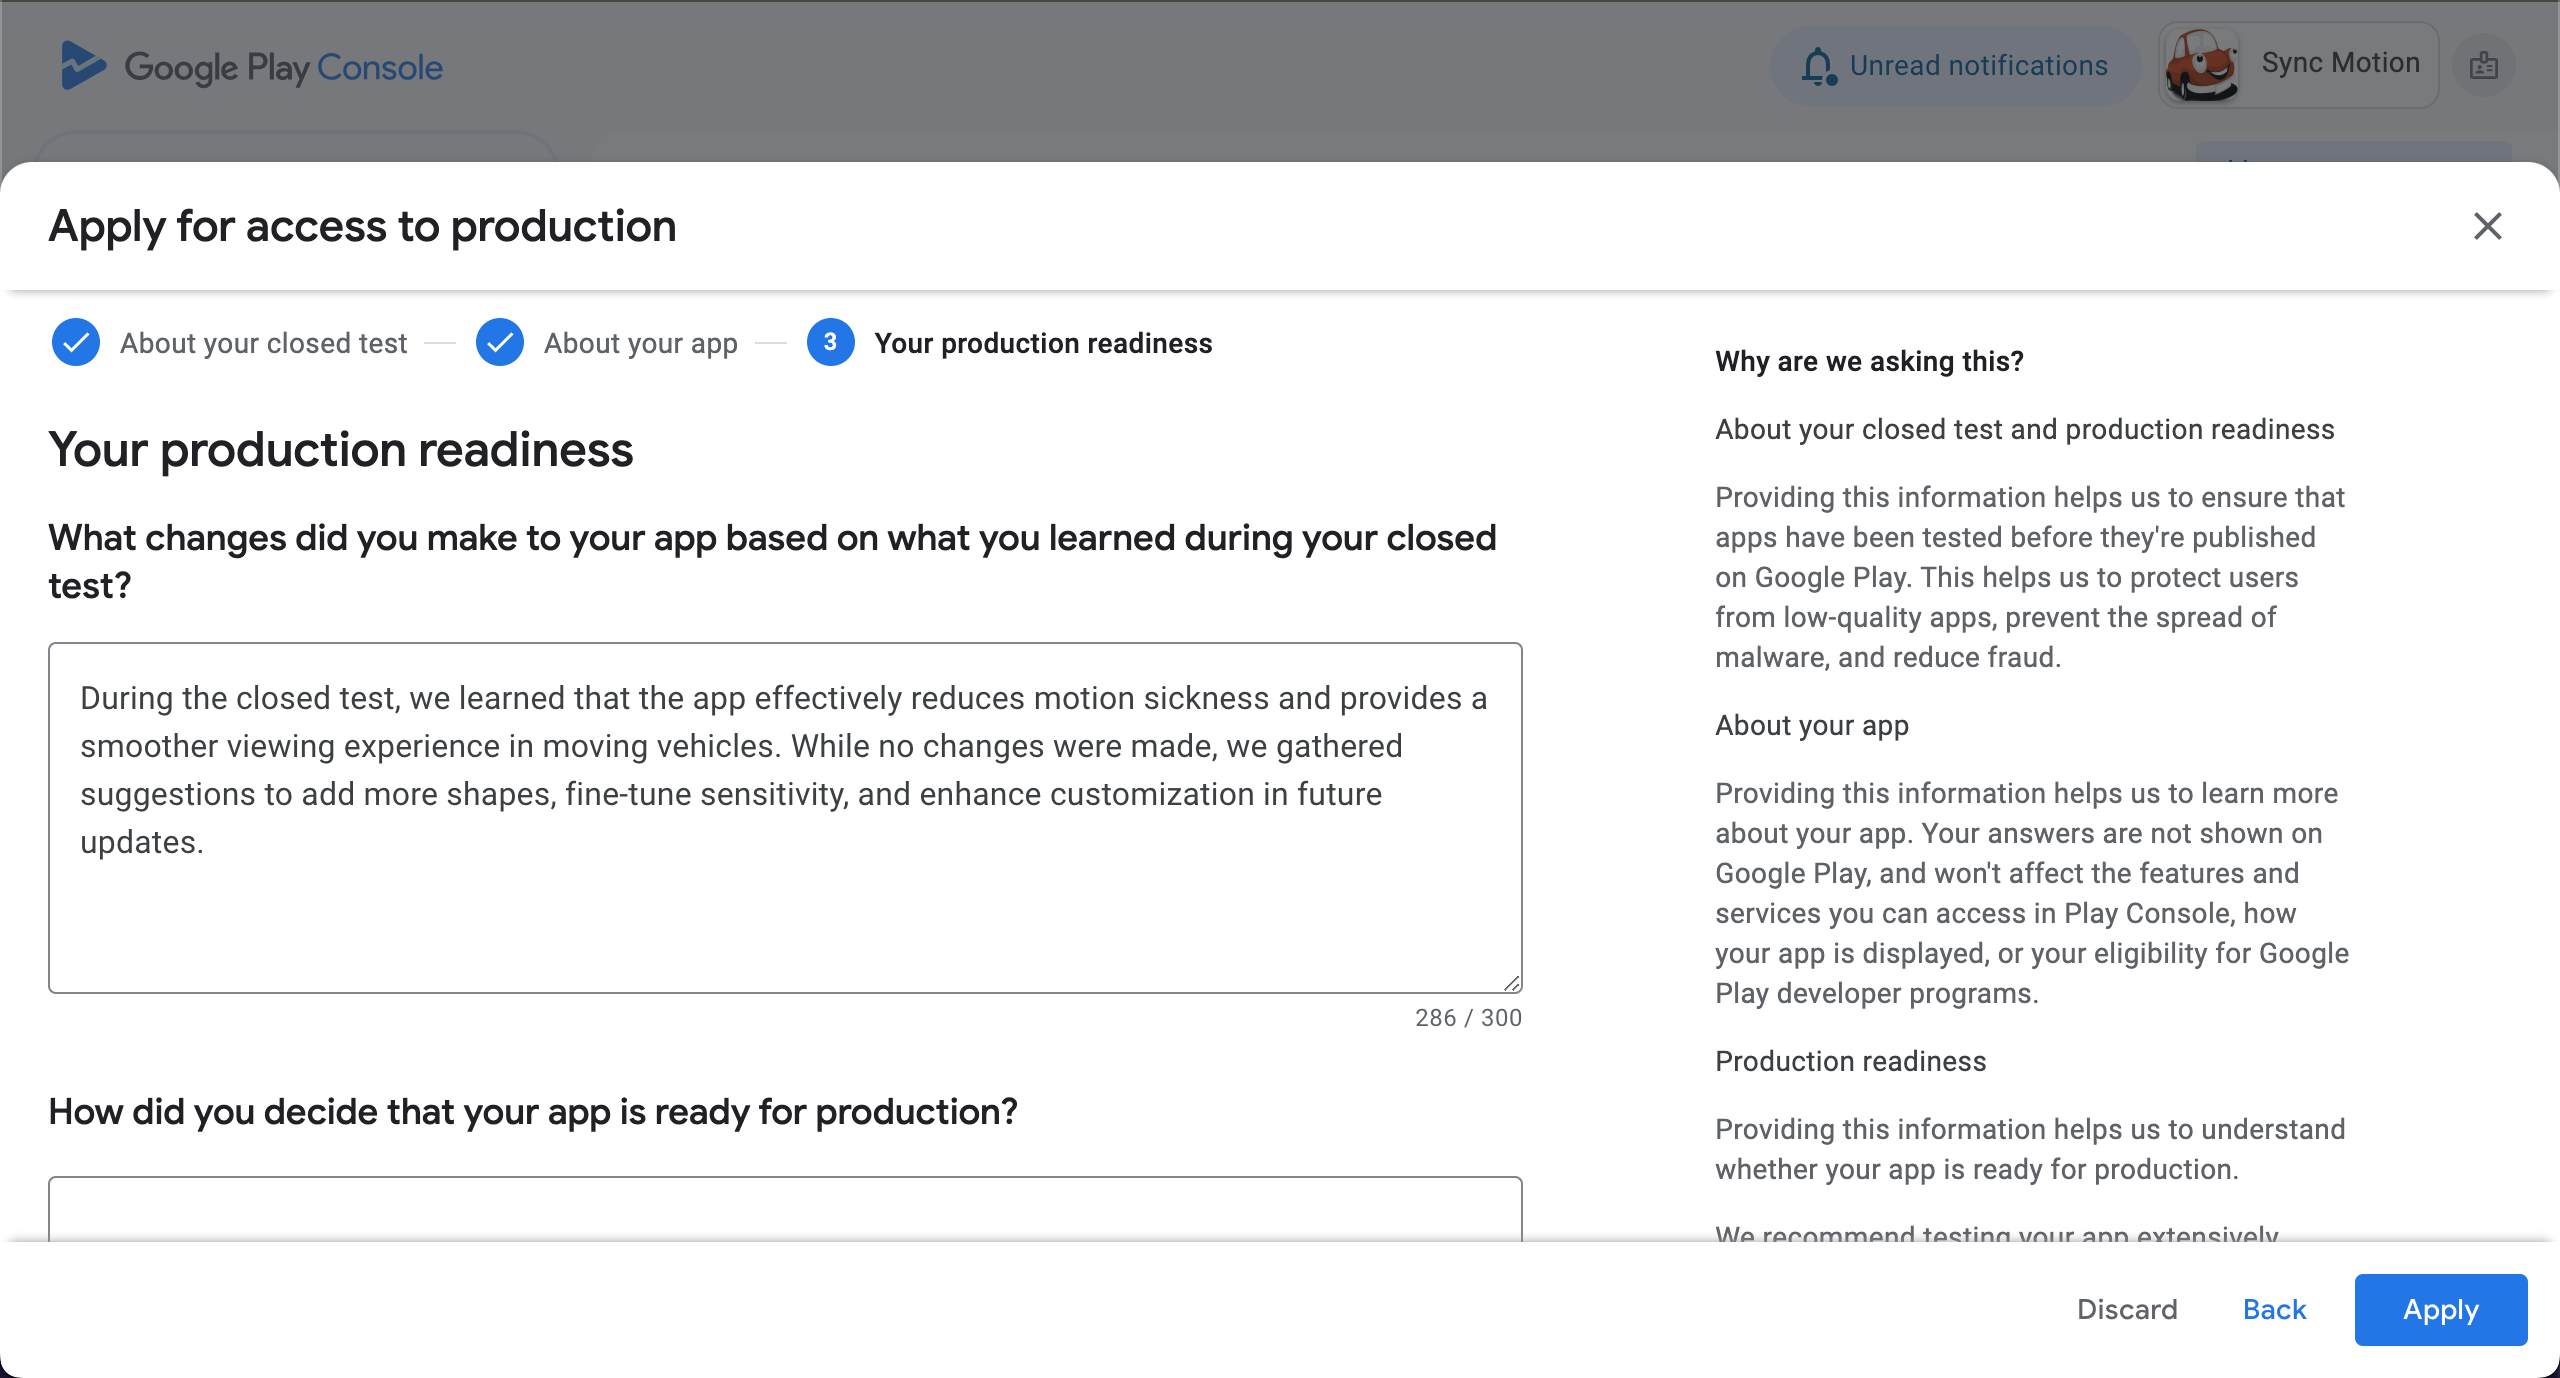 Google Play Console
Unread notifications
Sync Motion
Apply for access to production
About your closed test
About your app
3
Your production readiness
Your production readiness
What changes did you make to your app based on what you learned during your closed
test?
During the closed test, we learned that the app effectively reduces motion sickness and provides a
smoother viewing experience in moving vehicles. While no changes were made, we gathered
suggestions to add more shapes, fine-tune sensitivity, and enhance customization in future
updates.
286 / 300
How did you decide that your app is ready for production?
Why are we asking this?
About your closed test and production readiness
Providing this information helps us to ensure that
apps have been tested before they're published
on Google Play. This helps us to protect users
from low-quality apps, prevent the spread of
malware, and reduce fraud.
About your app
Providing this information helps us to learn more
about your app. Your answers are not shown on
Google Play, and won't affect the features and
services you can access in Play Console, how
your app is displayed, or your eligibility for Google
Play developer programs.
Production readiness
Providing this information helps us to understand
whether your app is ready for production.
We recommend testing your app extensively
Discard
Back
Apply